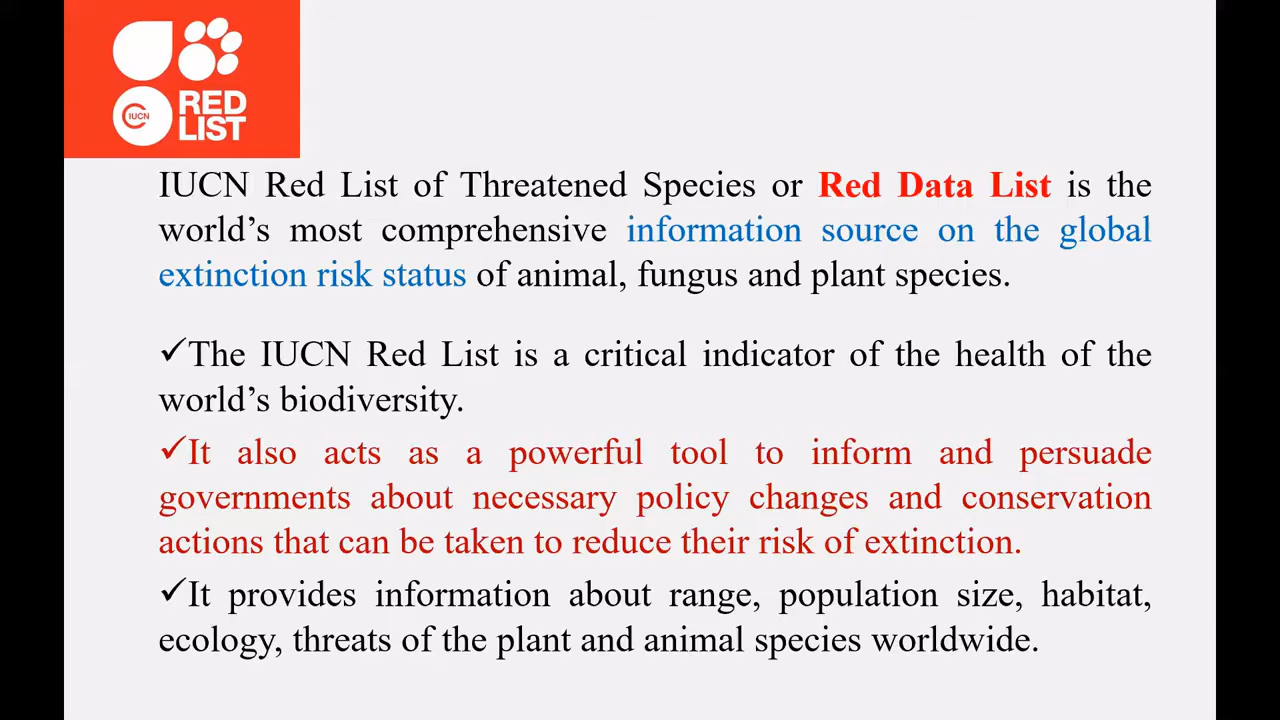 IUCN
RED
LIST
IUCN Red List of Threatened Species or Red Data List is the
world’s most comprehensive information source on the global
extinction risk status of animal, fungus and plant species.
✓The IUCN Red List is a critical indicator of the health of the
world’s biodiversity.
✓It also acts as a powerful tool to inform and persuade
governments about necessary policy changes and conservation
actions that can be taken to reduce their risk of extinction.
✓It provides information about range, population size, habitat,
ecology, threats of the plant and animal species worldwide.